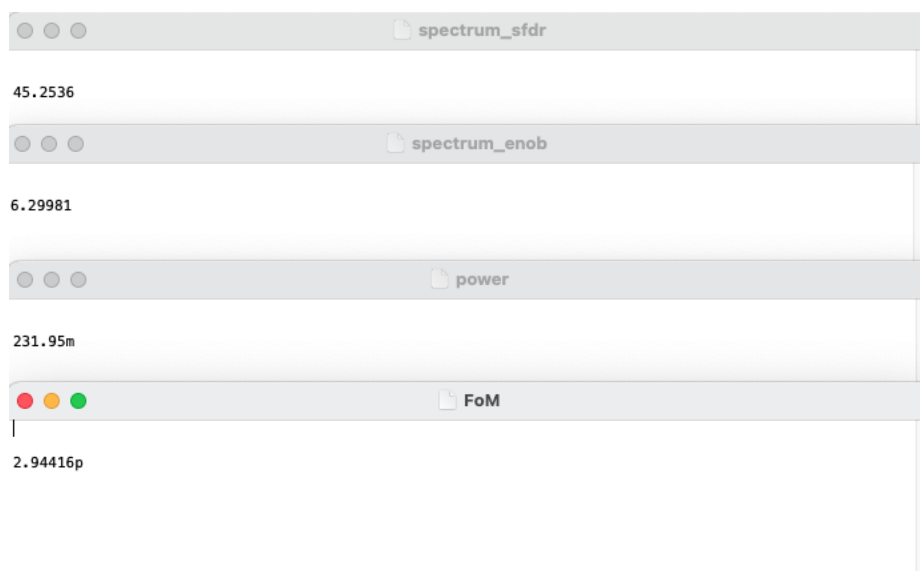 spectrum_sfdr
45.2536
spectrum_enob
6.29981
power
231.95m
FoM
2.94416p